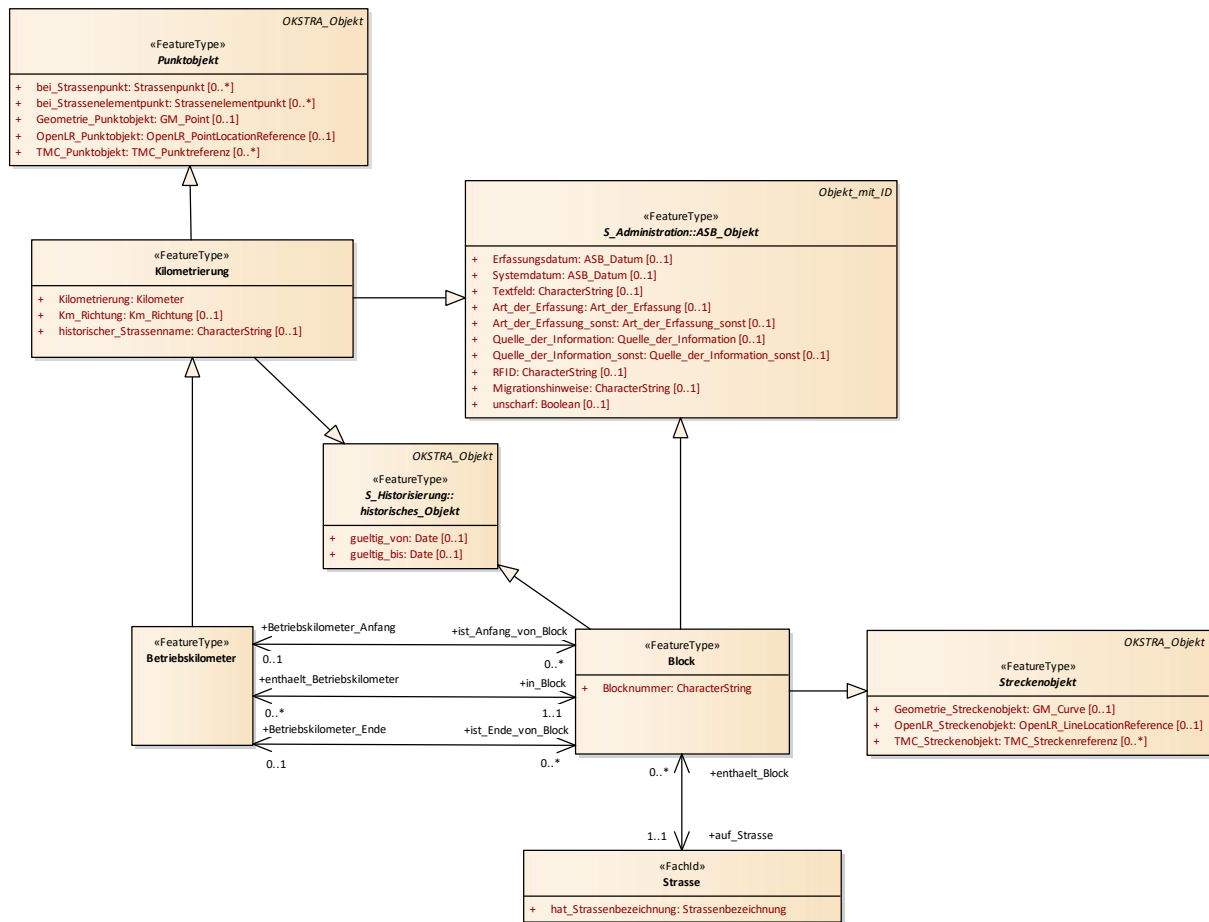 OKSTRA_Objekt
«FeatureType»
Punktobjekt
+ bei_Strassenpunkt: Strassenpunkt [0..*]
+ bei_Strassenelementpunkt: Strassenelementpunkt [0..*]
+ Geometrie_Punktobjekt: GM_Point [0..1]
+ OpenLR_Punktobjekt: OpenLR_PointLocationReference [0..1]
+ TMC_Punktobjekt: TMC_Punktreferenz [0..*]
Objekt_mit_ID
«FeatureType»
S_Administration::ASB_Objekt
+ Erfassungsdatum: ASB_Datum [0..1]
+ Systemdatum: ASB_Datum [0..1]
+ Textfeld: CharacterString [0..1]
+ Art_der_Erfassung: Art_der_Erfassung [0..1]
+ Art_der_Erfassung_sonst: Art_der_Erfassung_sonst [0..1]
+ Quelle_der_Information: Quelle_der_Information [0..1]
+ Quelle_der_Information_sonst: Quelle_der_Information_sonst [0..1]
+ RFID: CharacterString [0..1]
+ Migrationshinweise: CharacterString [0..1]
+ unscharf: Boolean [0..1]
«FeatureType»
Kilometrierung
+ Kilometrierung: Kilometer
+ Km_Richtung: Km_Richtung [0..1]
+ historischer_Strassenname: CharacterString [0..1]
OKSTRA_Objekt
«FeatureType»
S_Historisierung::
historisches_Objekt
+ gueltig_von: Date [0..1]
+ gueltig_bis: Date [0..1]
«FeatureType»
Betriebskilometer
+Betriebskilometer_Anfang
+ist_Anfang_von_Block
0..1
0..*
+enthaelt_Betriebskilometer
+in_Block
0..*
1..1
+Betriebskilometer_Ende
+ist_Ende_von_Block
0..1
0..*
«FeatureType»
Block
+ Blocknummer: CharacterString
OKSTRA_Objekt
«FeatureType»
Streckenobjekt
+ Geometrie_Streckenobjekt: GM_Curve [0..1]
+ OpenLR_Streckenobjekt: OpenLR_LineLocationReference [0..1]
+ TMC_Streckenobjekt: TMC_Streckenreferenz [0..*]
0..*
+enthaelt_Block
1..1
+auf_Strasse
«FachId»
Strasse
+ hat_Strassenbezeichnung: Strassenbezeichnung